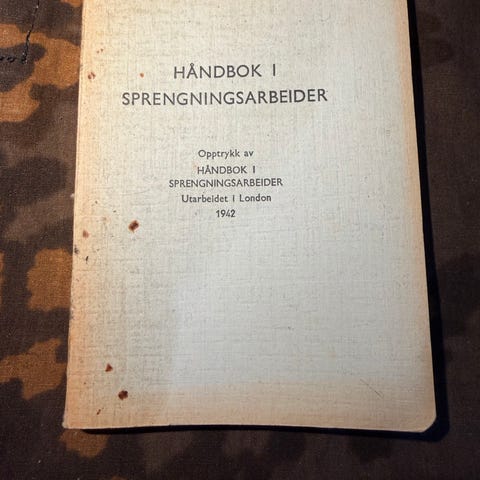 HÅNDBOK I
SPRENGNINGSARBEIDER
Opptrykk av
HÅNDBOK I
SPRENGNINGSARBEIDER
Utarbeidet i London
1942